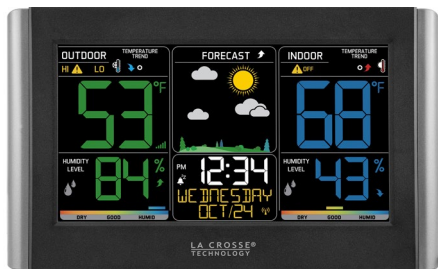 OUTDOOR
TEMPERATURE
TREND
HI LO
53 °F
HUMIDITY
LEVEL
84 %
DRY GOOD HUMID
FORECAST
PM 12:34
WEDNESDAY
OCT/24
INDOOR
TEMPERATURE
TREND
OFF
68 °F
HUMIDITY
LEVEL
43 %
DRY GOOD HUMID
LA CROSSE®
TECHNOLOGY